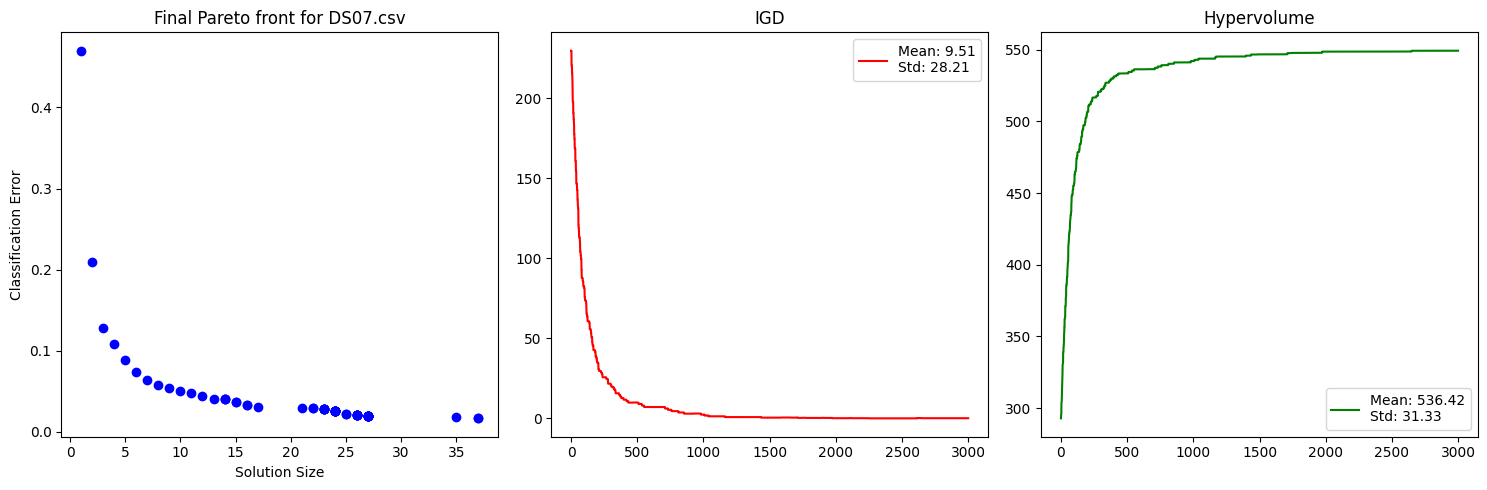 Final Pareto front for DS07.csv
0.4
0.3
0.2
0.1
0.0
Classification Error
0 5 10 15 20 25 30 35
Solution Size
IGD
Mean: 9.51
Std: 28.21
200
150
100
50
0
0 500 1000 1500 2000 2500 3000
Hypervolume
550
500
450
400
350
300
Mean: 536.42
Std: 31.33
0 500 1000 1500 2000 2500 3000